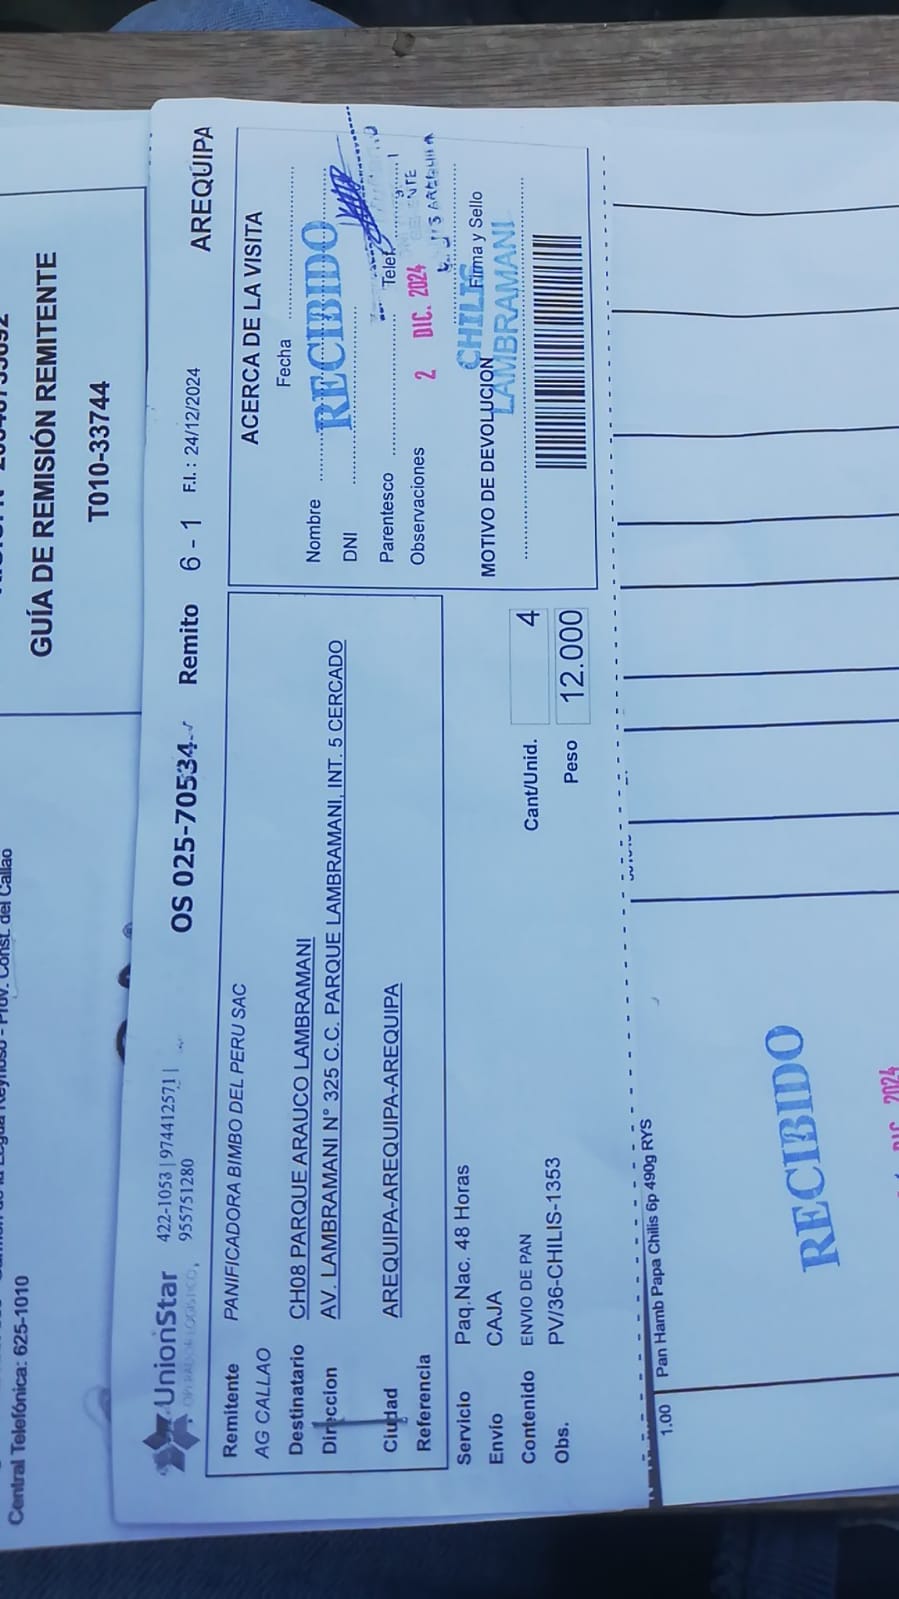 Central Telefónica: 625-1010
GUÍA DE REMISIÓN REMITENTE
T010-33744
UnionStar
422-1053 | 974412571 |
955751280
OS 025-70534
Remito 6 - 1 F.I.: 24/12/2024 AREQUIPA
Remitente PANIFICADORA BIMBO DEL PERU SAC
AG CALLAO
Destinatario CH08 PARQUE ARAUCO LAMBRAMANI
Direccion AV. LAMBRAMANI N° 325 C.C. PARQUE LAMBRAMANI, INT. 5 CERCADO
Ciudad AREQUIPA-AREQUIPA-AREQUIPA
Referencia
Servicio Paq.Nac. 48 Horas
Envío CAJA
Contenido ENVIO DE PAN
Obs. PV/36-CHILIS-1353
Cant/Unid. 4
Peso 12.000
ACERCA DE LA VISITA
Fecha
Nombre
RECIBIDO
DNI
Parentesco Telef.
Observaciones
2 DIC. 2024
CHILIS
LAMBRAMANI
Firma y Sello
MOTIVO DE DEVOLUCION
1.00 Pan Hamb Papa Chilis 6p 490g RYS
RECIBIDO
DIC 2024